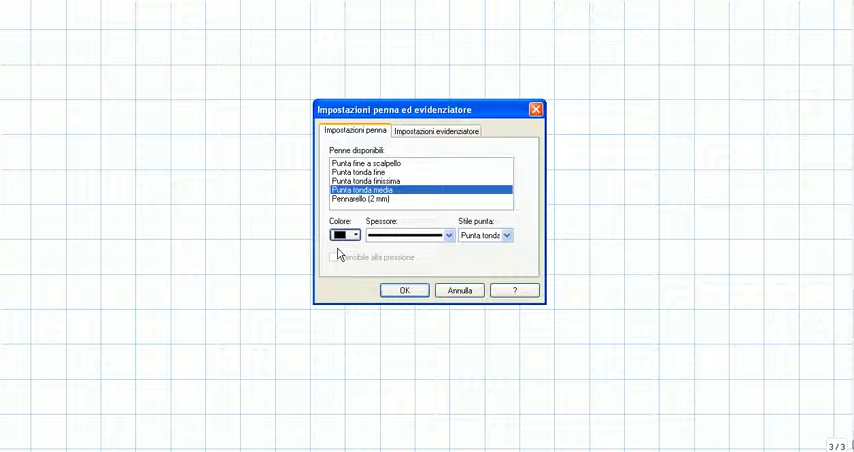 Impostazioni penna ed evidenziatore
Impostazioni penna Impostazioni evidenziatore
Penne disponibili:
Punta fine a scalpello
Punta tonda fine
Punta tonda finissima
Punta tonda media
Pennarello (2 mm)
Colore: Spessore: Stile punta:
Punta tonda
ensibile alla pressione
OK Annulla ?
3/3